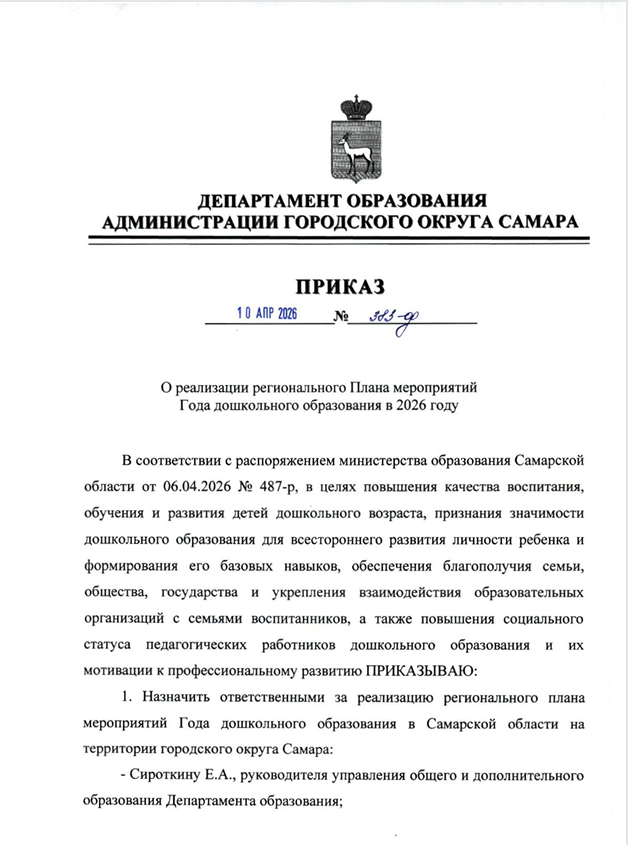 ДЕПАРТАМЕНТ ОБРАЗОВАНИЯ
АДМИНИСТРАЦИИ ГОРОДСКОГО ОКРУГА САМАРА
ПРИКАЗ
10 АПР 2026 № 383-д
О реализации регионального Плана мероприятий
Года дошкольного образования в 2026 году
В соответствии с распоряжением министерства образования Самарской
области от 06.04.2026 № 487-р, в целях повышения качества воспитания,
обучения и развития детей дошкольного возраста, признания значимости
дошкольного образования для всестороннего развития личности ребенка и
формирования его базовых навыков, обеспечения благополучия семьи,
общества, государства и укрепления взаимодействия образовательных
организаций с семьями воспитанников, а также повышения социального
статуса педагогических работников дошкольного образования и их
мотивации к профессиональному развитию ПРИКАЗЫВАЮ:
1. Назначить ответственными за реализацию регионального плана
мероприятий Года дошкольного образования в Самарской области на
территории городского округа Самара:
- Сироткину Е.А., руководителя управления общего и дополнительного
образования Департамента образования;